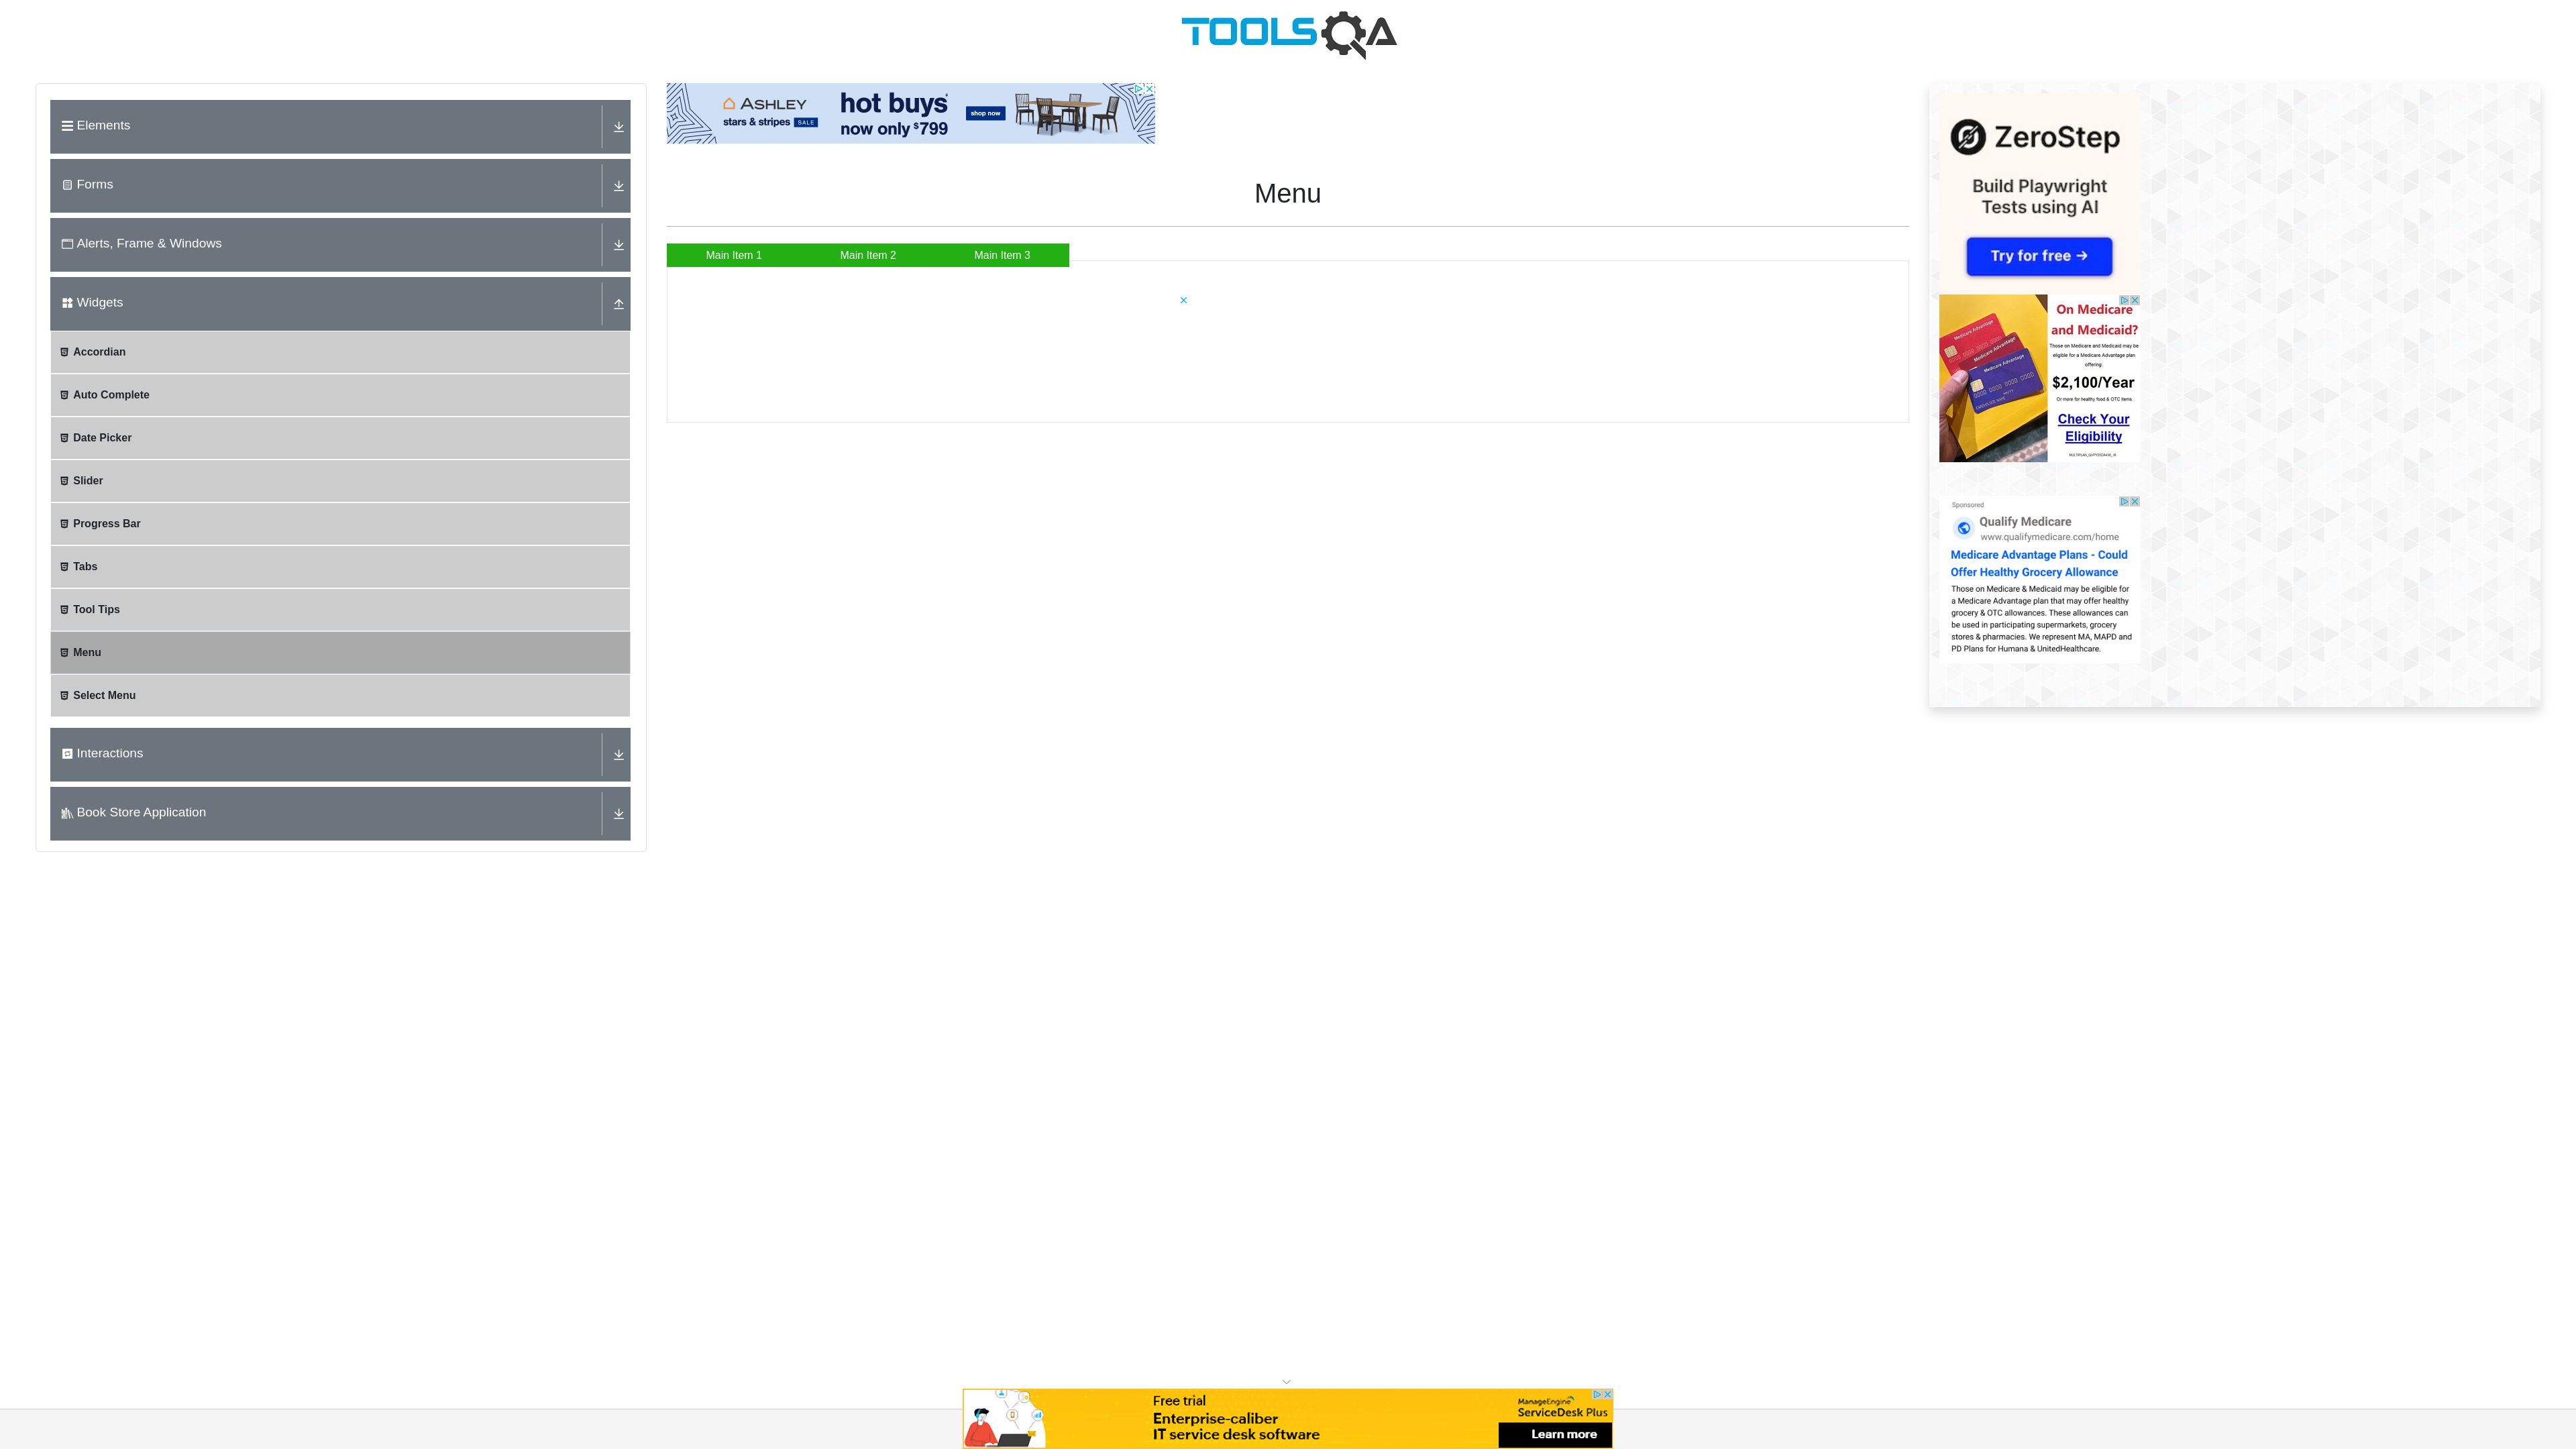 TOOLSQA
Elements
Forms
Alerts, Frame & Windows
Widgets
Accordian
Auto Complete
Date Picker
Slider
Progress Bar
Tabs
Tool Tips
Menu
Select Menu
Interactions
Book Store Application
ASHLEY
stars & stripes SALE
hot buys
now only $799
shop now
Menu
Main Item 1
Main Item 2
Main Item 3
ZeroStep
Build Playwright
Tests using AI
Try for free →
Medicare Advantage
Medicare Advantage
Medicare Advantage
On Medicare
and Medicaid?
Those on Medicare and Medicaid may be
eligible for a Medicare Advantage plan
offering:
$2,100/Year
Or more for healthy food & OTC items
Check Your
Eligibility
Sponsored
Qualify Medicare
www.qualifymedicare.com/home
Medicare Advantage Plans - Could
Offer Healthy Grocery Allowance
Those on Medicare & Medicaid may be eligible for
a Medicare Advantage plan that may offer healthy
grocery & OTC allowances. These allowances can
be used in participating supermarkets, grocery
stores & pharmacies. We represent MA, MAPD and
PD Plans for Humana & UnitedHealthcare.
Free trial
Enterprise-caliber
IT service desk software
ManageEngine
ServiceDesk Plus
Learn more